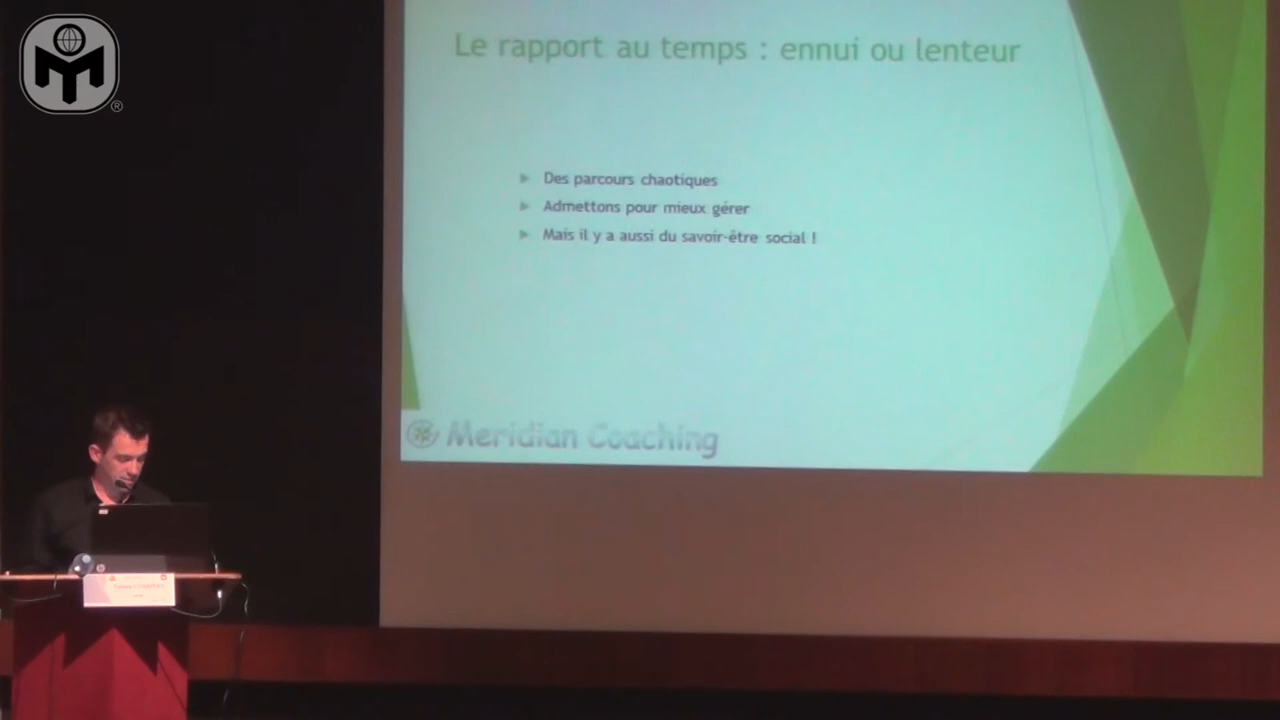 Le rapport au temps : ennui ou lenteur
Des parcours chaotiques
Admettons pour mieux gérer
Mais il y a aussi du savoir-être social !
Meridian Coaching
®